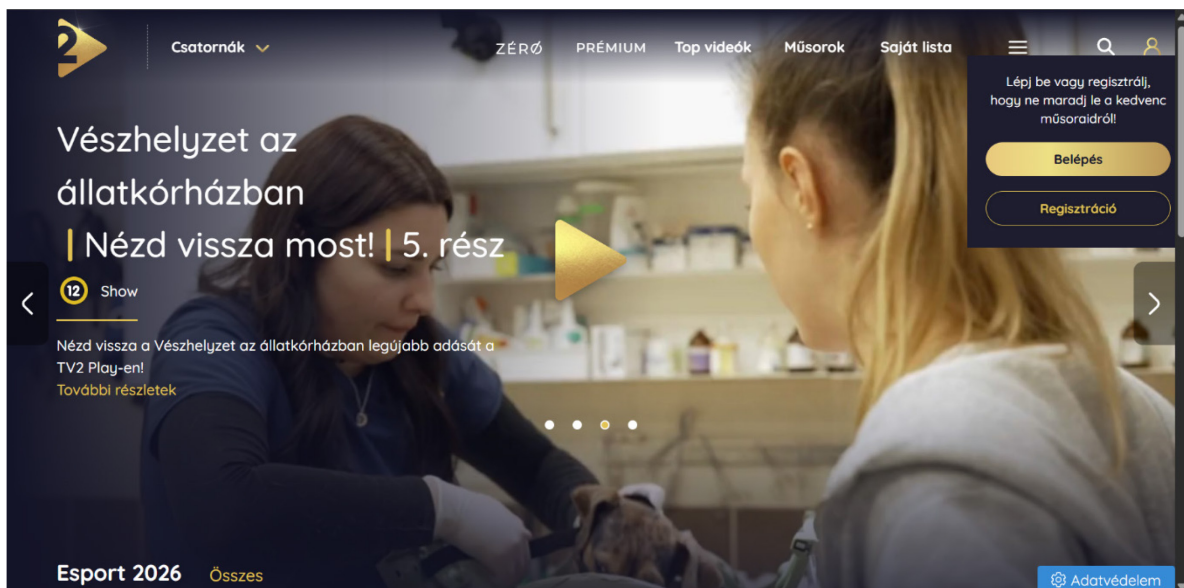 2
Csatornák
ZÉRØ
PRÉMIUM
Top videók
Műsorok
Saját lista
Lépj be vagy regisztrálj,
hogy ne maradj le a kedvenc
műsoraidról!
Belépés
Regisztráció
Vészhelyzet az
állatkórházban
| Nézd vissza most! | 5. rész
12 Show
Nézd vissza a Vészhelyzet az állatkórházban legújabb adását a
TV2 Play-en!
További részletek
Esport 2026 Összes
Adatvédelem